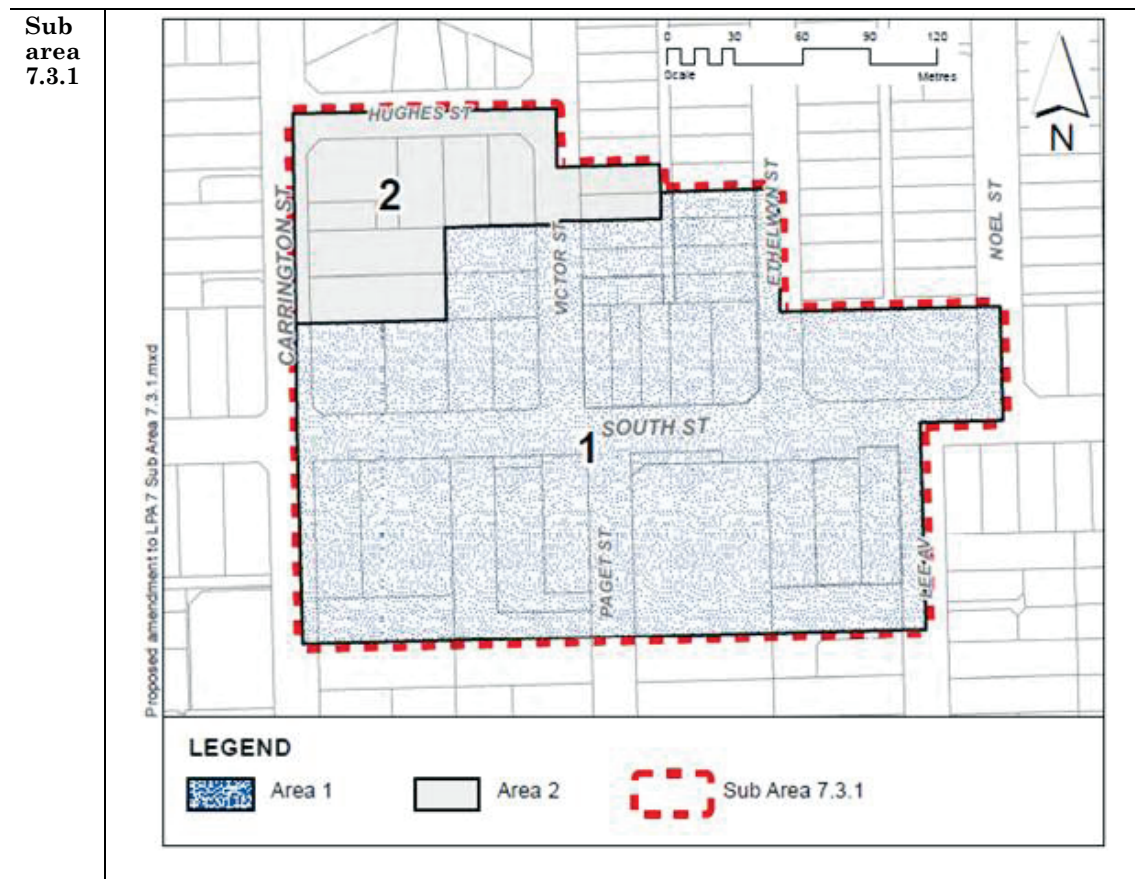 Sub
area
7.3.1
0 30 60 90 120
Scale Metres
N
HUGHES ST
2
CARRINGTON ST
VICTOR ST
ETHELWYN ST
NOEL ST
SOUTH ST
1
PAGET ST
LEE AV
Proposed amendment to LPA 7 Sub Area 7.3.1.mxd
LEGEND
Area 1 Area 2 Sub Area 7.3.1